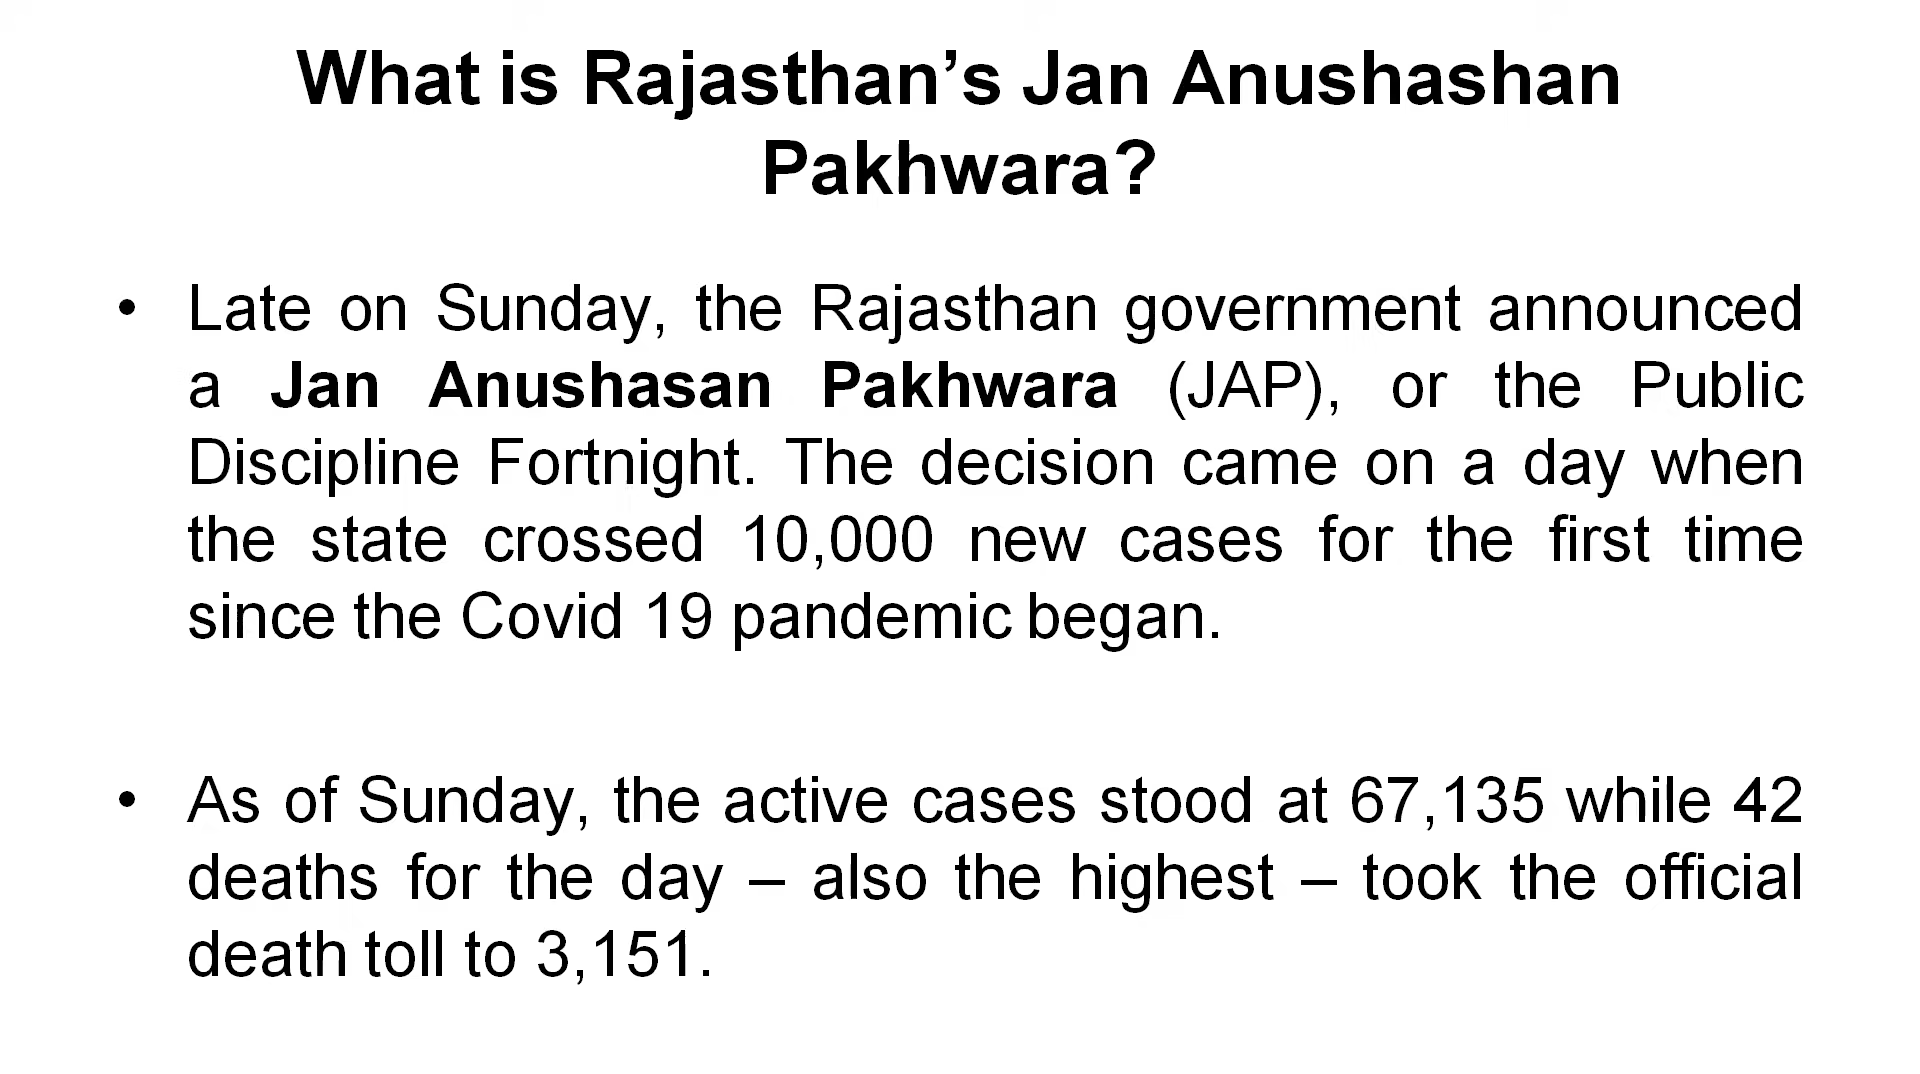 What is Rajasthan’s Jan Anushashan
Pakhwara?
• Late on Sunday, the Rajasthan government announced
a Jan Anushasan Pakhwara (JAP), or the Public
Discipline Fortnight. The decision came on a day when
the state crossed 10,000 new cases for the first time
since the Covid 19 pandemic began.
• As of Sunday, the active cases stood at 67,135 while 42
deaths for the day – also the highest – took the official
death toll to 3,151.